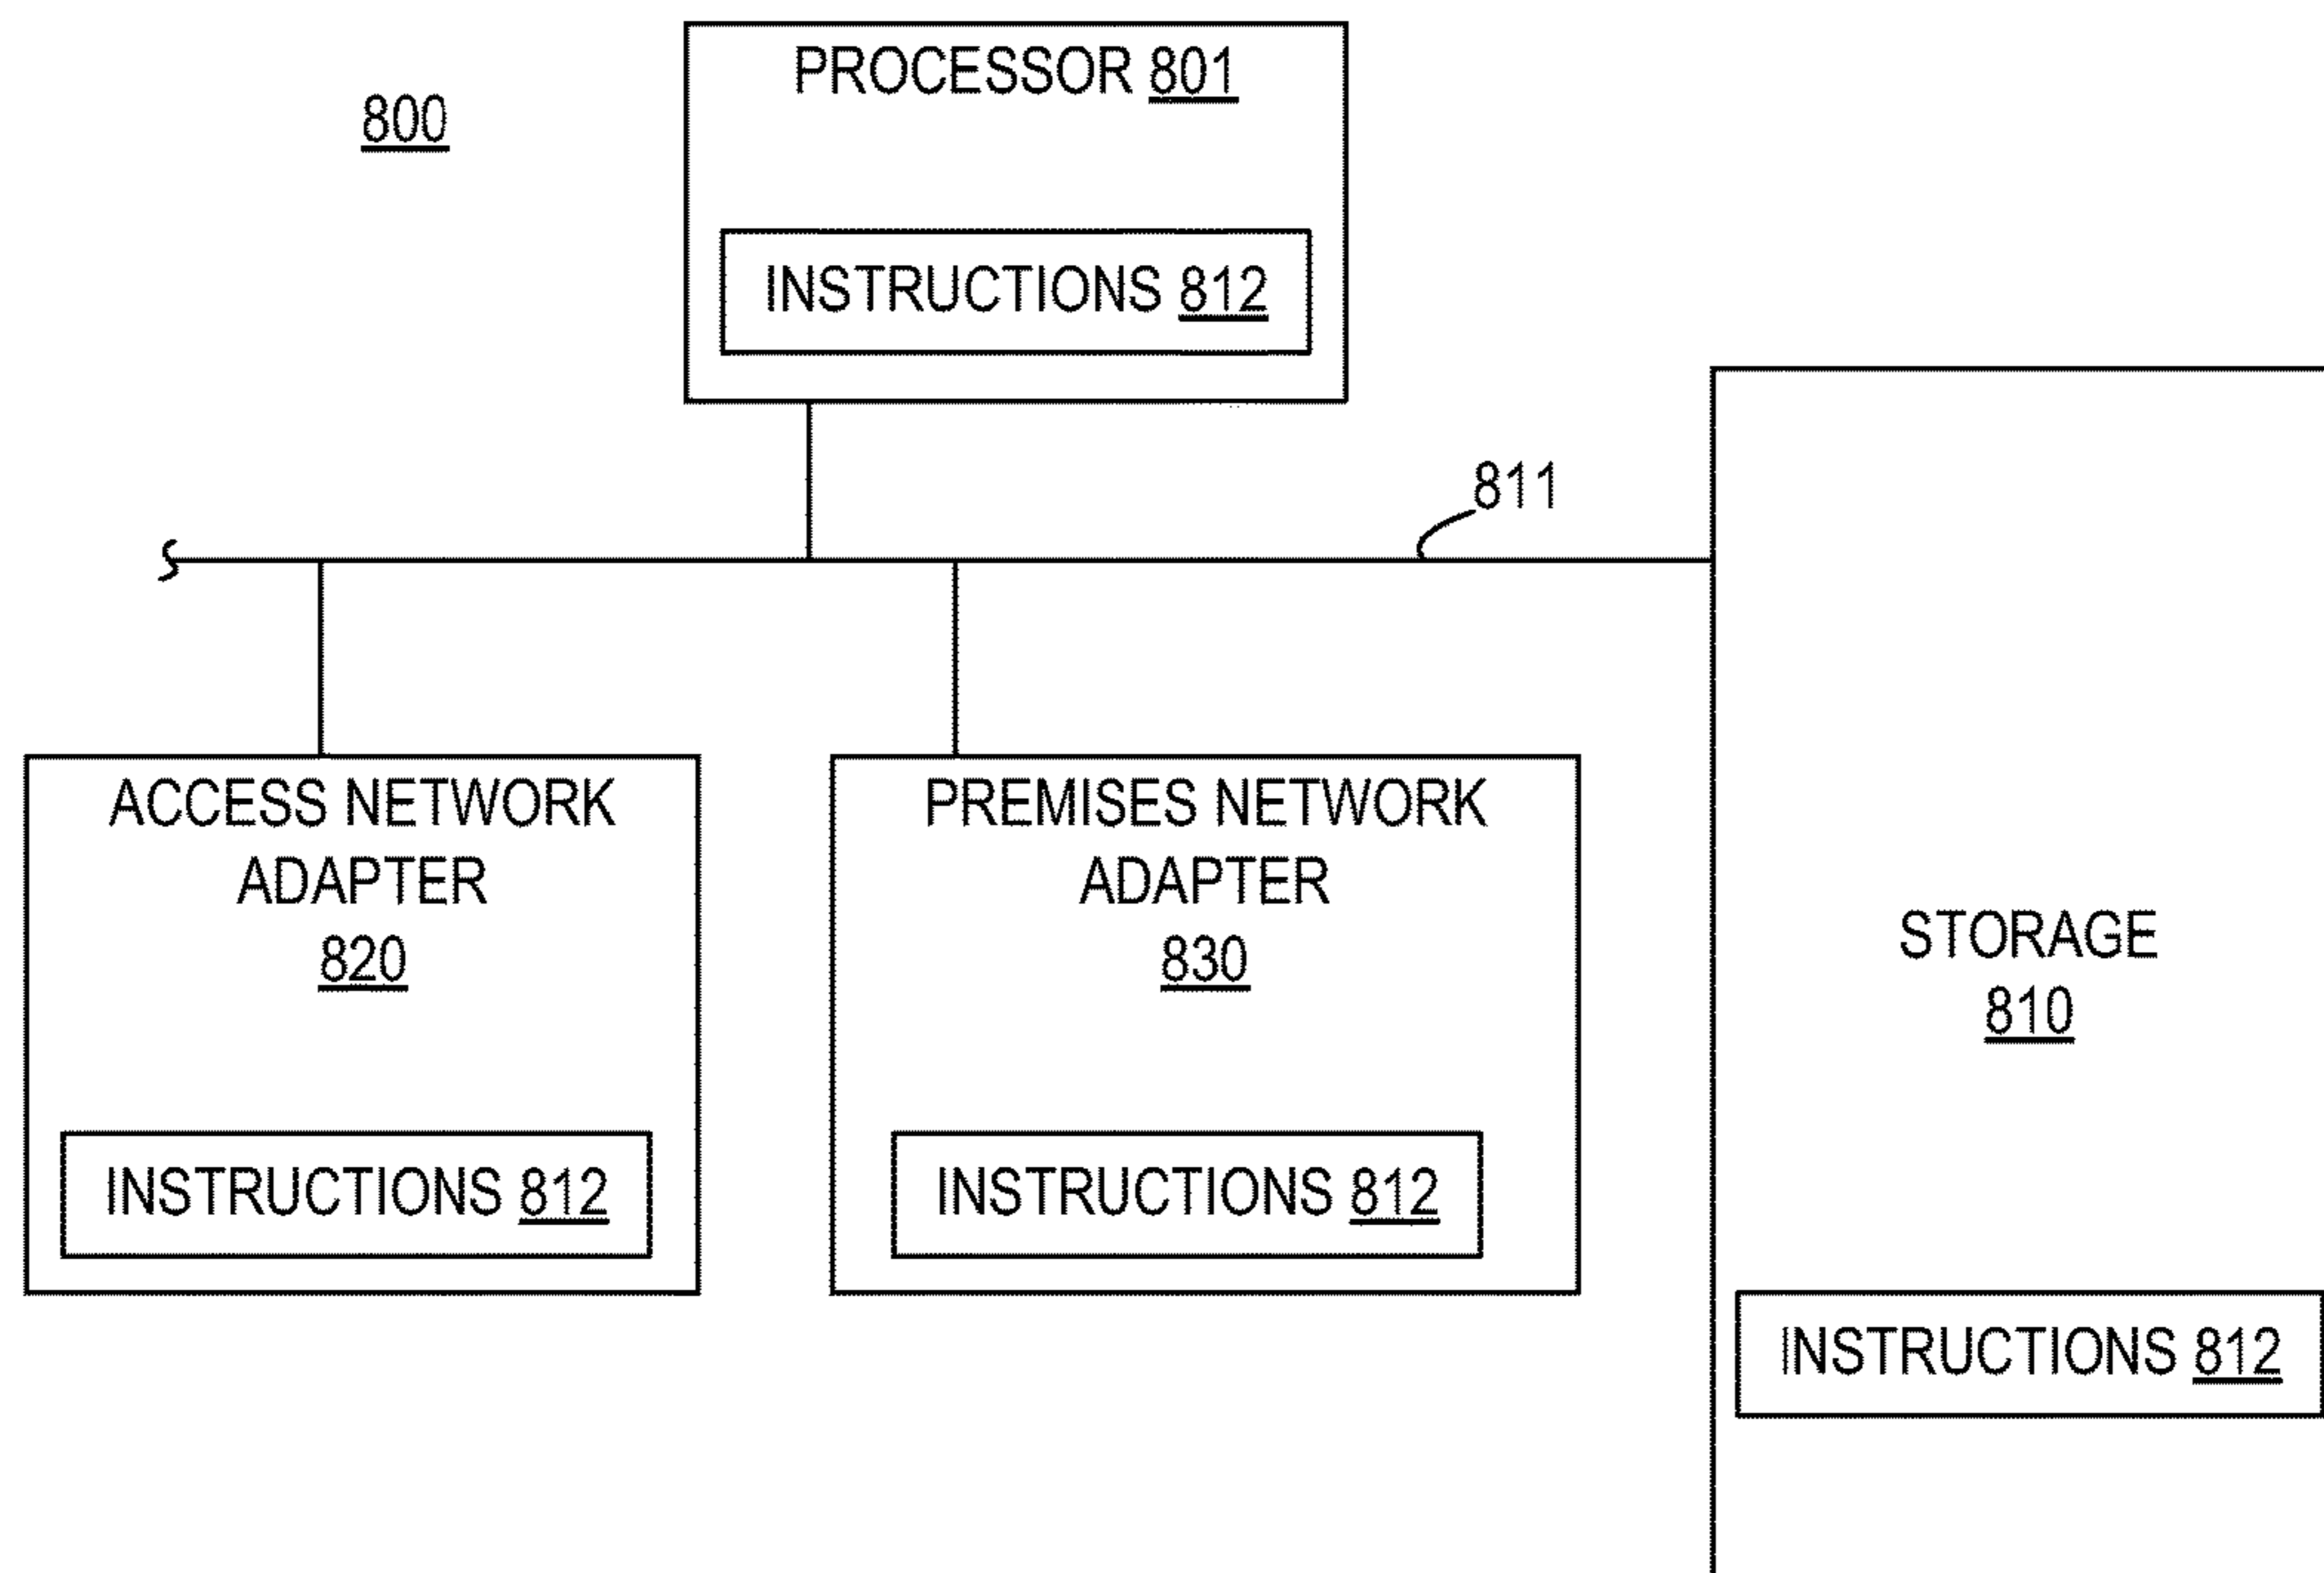 800
PROCESSOR 801
INSTRUCTIONS 812
811
ACCESS NETWORK
ADAPTER
820
INSTRUCTIONS 812
PREMISES NETWORK
ADAPTER
830
INSTRUCTIONS 812
STORAGE
810
INSTRUCTIONS 812